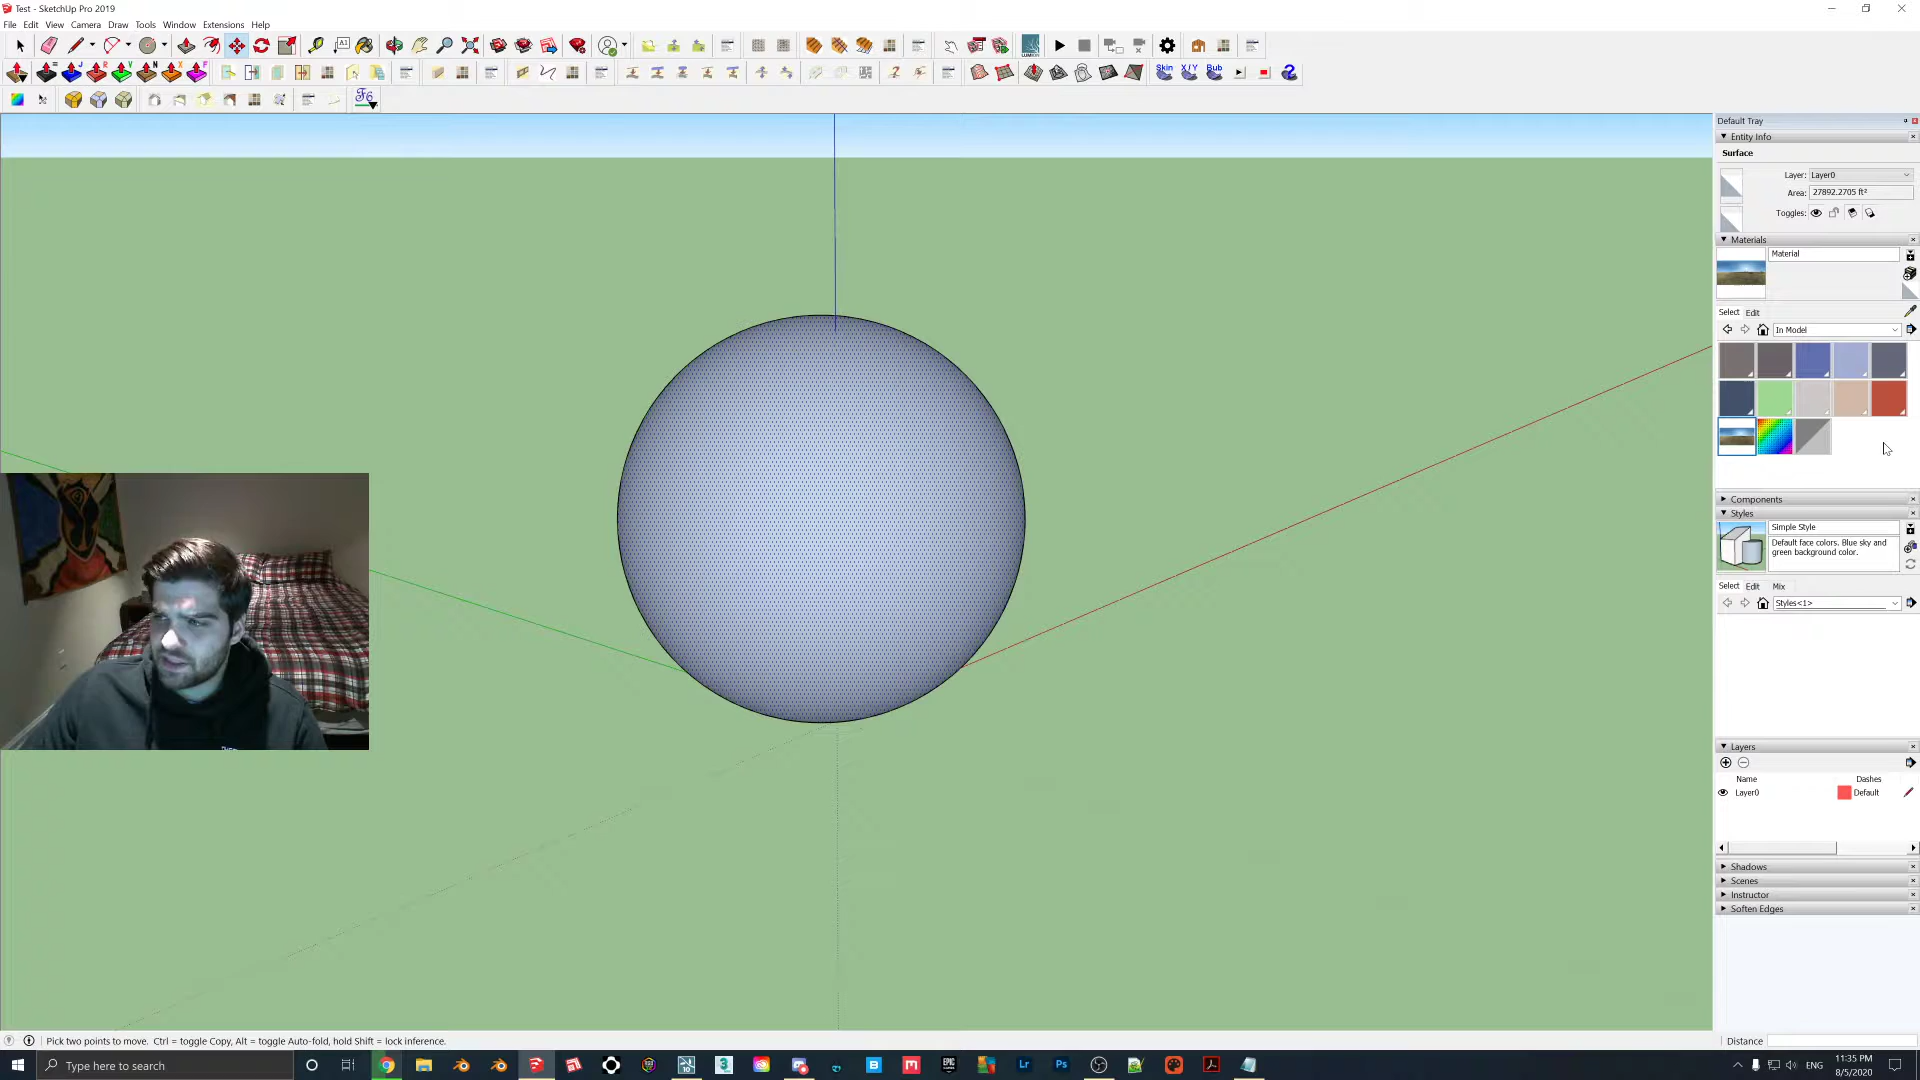 Test - SketchUp Pro 2019
File Edit View Camera Draw Tools Window Extensions Help
Skin X/Y Bub
Default Tray
Entity Info
Surface
Layer: Layer0
Area: 27892.2705 ft²
Toggles:
Materials
Material
Select Edit
In Model
Components
Styles
Simple Style
Default face colors. Blue sky and
green background color.
Select Edit Mix
Styles<1>
Layers
Name Dashes
Layer0 Default
Shadows
Scenes
Instructor
Soften Edges
Pick two points to move. Ctrl = toggle Copy, Alt = toggle Auto-fold, hold Shift = lock inference.
Distance
Type here to search
Lr Ps
ENG
11:35 PM
8/5/2020